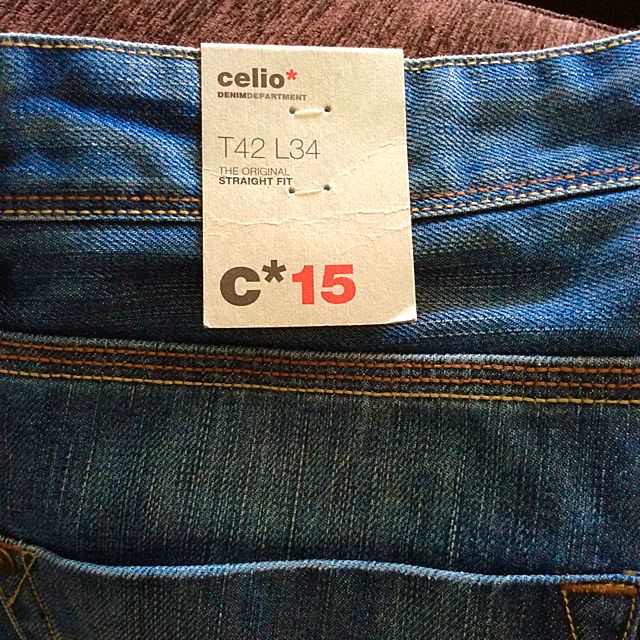 celio*
DENIMDEPARTMENT
T42 L34
THE ORIGINAL
STRAIGHT FIT
C*15